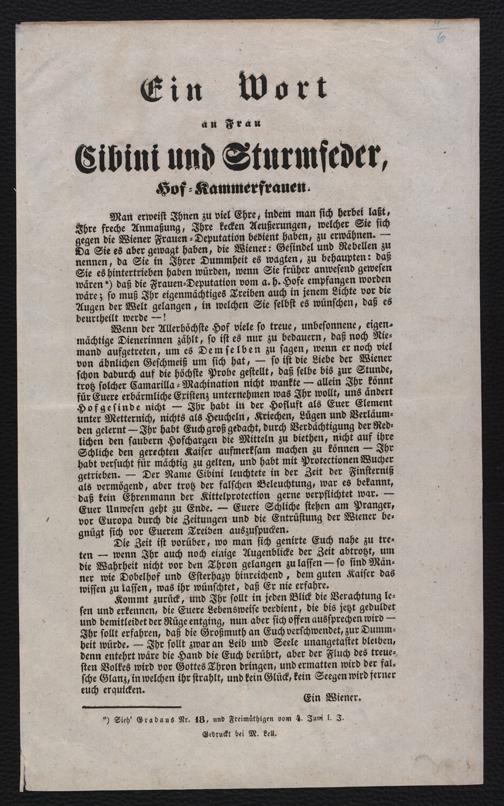 Ein Wort
an Frau
Cibini und Sturmfeder,
Hof-Kammerfrauen.
Man erweist Ihnen zu viel Ehre, indem man sich herbei laßt,
Ihre freche Anmaßung, Ihre kecken Aeußerungen, welcher Sie sich
gegen die Wiener Frauen-Deputation bedient haben, zu erwähnen. —
Da Sie es aber gewagt haben, die Wiener: Gesindel und Rebellen zu
nennen, da Sie in Ihrer Dummheit es wagten, zu behaupten: daß
Sie es hintertrieben haben würden, wenn Sie früher anwesend gewesen
wären*) daß die Frauen-Deputation vom a. h. Hofe empfangen worden
wäre; so muß Ihr eigenmächtiges Treiben auch in jenem Lichte vor die
Augen der Welt gelangen, in welchen Sie selbst es wünschen, daß es
beurtheilt werde —!
Wenn der Allerhöchste Hof viele so treue, unbesonnene, eigen-
mächtige Dienerinnen zählt, so ist es nur zu bedauern, daß noch Nie-
mand aufgetreten, um es Demselben zu sagen, wenn er noch viel
von ähnlichen Geschmeiß um sich hat, — so ist die Liebe der Wiener
schon dadurch auf die höchste Probe gestellt, daß selbe bis zur Stunde,
trotz solcher Camarilla-Machination nicht wankte — allein Ihr könnt
für Euere erbärmliche Existenz unternehmen was Ihr wollt, uns ändert
Hofgesinde nicht — Ihr habt in der Hofluft als Euer Element
unter Metternich, nichts als Heucheln, Kriechen, Lügen und Verläum-
den gelernt — Ihr habt Euch groß gedacht, durch Verdächtigung der Red-
lichen den saubern Hofchargen die Mitteln zu biethen, nicht auf ihre
Schliche den gerechten Kaiser aufmerksam machen zu können — Ihr
habt versucht für mächtig zu gelten, und habt mit Protectionen Wucher
getrieben. — Der Name Cibini leuchtete in der Zeit der Finsterniß
als vermögend, aber trotz der falschen Beleuchtung, war es bekannt,
daß kein Ehrenmann der Kittelprotection gerne verpflichtet war. —
Euer Unwesen geht zu Ende. — Euere Schliche stehen am Pranger,
vor Europa durch die Zeitungen und die Entrüstung der Wiener be-
gnügt sich vor Euerem Treiben auszuspucken.
Die Zeit ist vorüber, wo man sich genirte Euch nahe zu tre-
ten — wenn Ihr auch noch einige Augenblicke der Zeit abtrotzt, um
die Wahrheit nicht vor den Thron gelangen zu lassen — so sind Män-
ner wie Dobelhof und Esterhazy hinreichend, dem guten Kaiser das
wissen zu lassen, was ihr wünschtet, daß Er nie erfahre.
Kommt zurück, und Ihr sollt in jeden Blick die Verachtung le-
sen und erkennen, die Euere Lebensweise verdient, die bis jetzt geduldet
und bemitleidet der Rüge entging, nun aber sich offen aussprechen wird —
Ihr sollt erfahren, daß die Großmuth an Euch verschwendet, zur Dumm-
heit würde. — Ihr sollt zwar an Leib und Seele unangetastet bleiben,
denn entehrt wäre die Hand die Euch berührt, aber der Fluch des treue-
sten Volkes wird vor Gottes Thron dringen, und ermatten wird der fal-
sche Glanz, in welchen ihr strahlt, und kein Glück, kein Seegen wird ferner
euch erquicken.
Ein Wiener.
*) Sieh' Gradaus Nr. 18, und Freimüthigen vom 4. Juni l. J.
Gedruckt bei M. Lell.